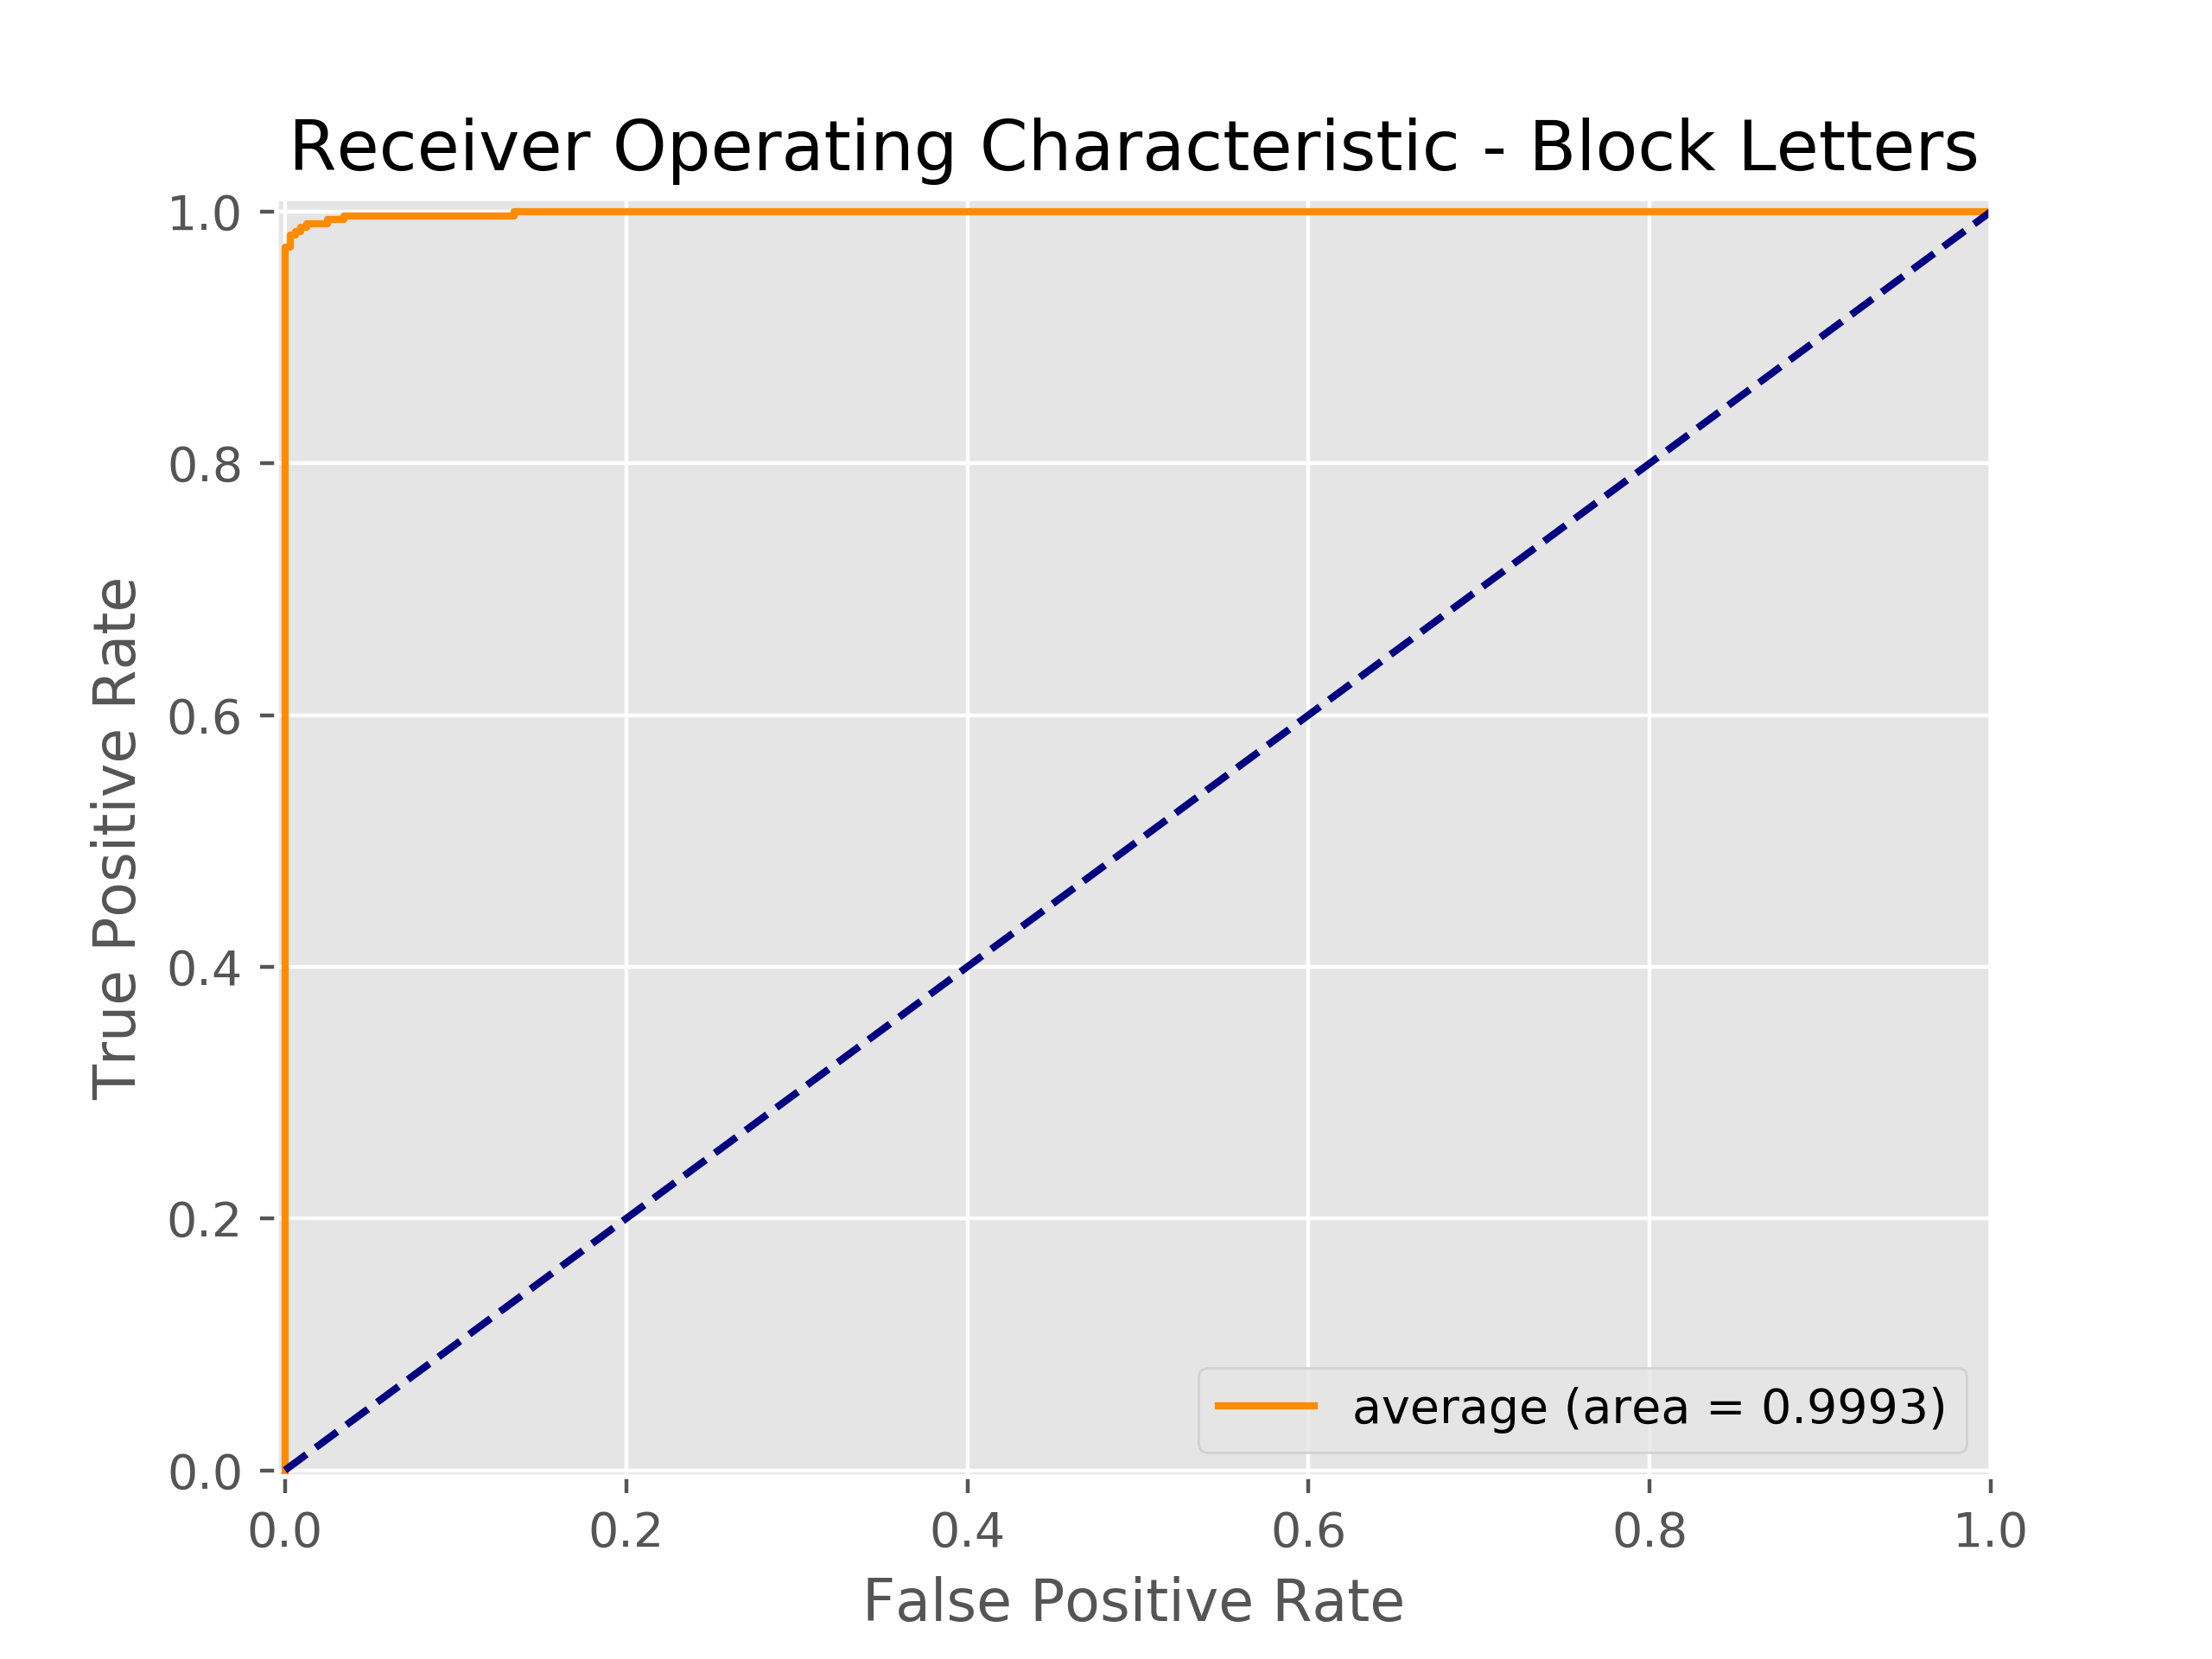 Receiver Operating Characteristic - Block Letters
1.0
0.8
0.6
0.4
0.2
0.0
True Positive Rate
average (area = 0.9993)
0.0 0.2 0.4 0.6 0.8 1.0
False Positive Rate